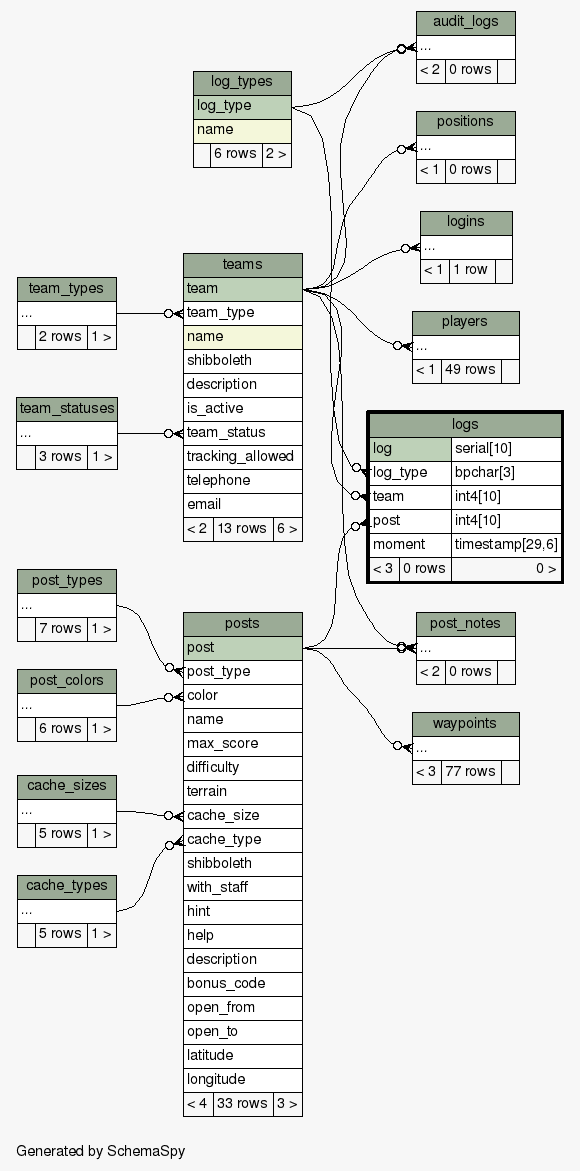 audit_logs
...
< 2 0 rows
log_types
log_type
name
6 rows 2 >
positions
...
< 1 0 rows
logins
...
< 1 1 row
teams
team
team_type
name
shibboleth
description
is_active
team_status
tracking_allowed
telephone
email
< 2 13 rows 6 >
team_types
...
2 rows 1 >
players
...
< 1 49 rows
team_statuses
...
3 rows 1 >
logs
log serial[10]
log_type bpchar[3]
team int4[10]
post int4[10]
moment timestamp[29,6]
< 3 0 rows 0 >
post_types
...
7 rows 1 >
posts
post
post_type
color
name
max_score
difficulty
terrain
cache_size
cache_type
shibboleth
with_staff
hint
help
description
bonus_code
open_from
open_to
latitude
longitude
< 4 33 rows 3 >
post_notes
...
< 2 0 rows
post_colors
...
6 rows 1 >
waypoints
...
< 3 77 rows
cache_sizes
...
5 rows 1 >
cache_types
...
5 rows 1 >
Generated by SchemaSpy